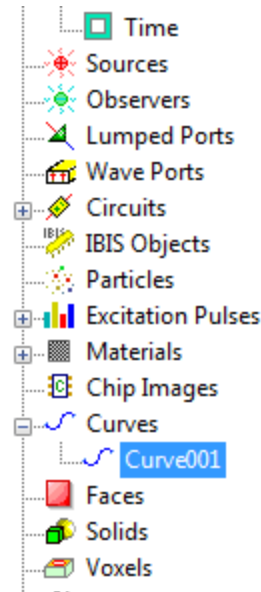 Time
Sources
Observers
Lumped Ports
Wave Ports
Circuits
IBIS
IBIS Objects
Particles
Excitation Pulses
Materials
C
Chip Images
Curves
Curve001
Faces
Solids
Voxels